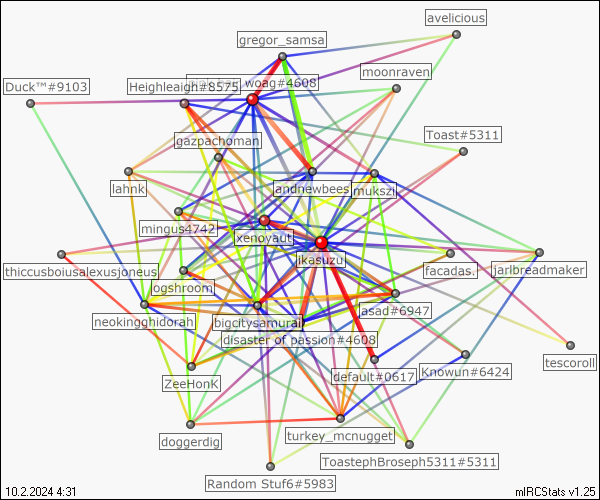 avelicious
gregor_samsa
moonraven
Duck™#9103
Heighleaigh#8575
woag#4608
Toast#5311
gazpachoman
lahnk
andnewbees
mukszi
mingus4742
xenoyaut
ikasuzu
thiccusboiusalexusjoneus
facadas.
jarlbreadmaker
ogshroom
asad#6947
neokingghidorah
bigcitysamurai
disaster of passion#4608
tescoroll
ZeeHonK
default#0617
Knowun#6424
doggerdig
turkey_mcnugget
ToastephBroseph5311#5311
Random Stuf6#5983
10.2.2024 4:31
mIRCStats v1.25